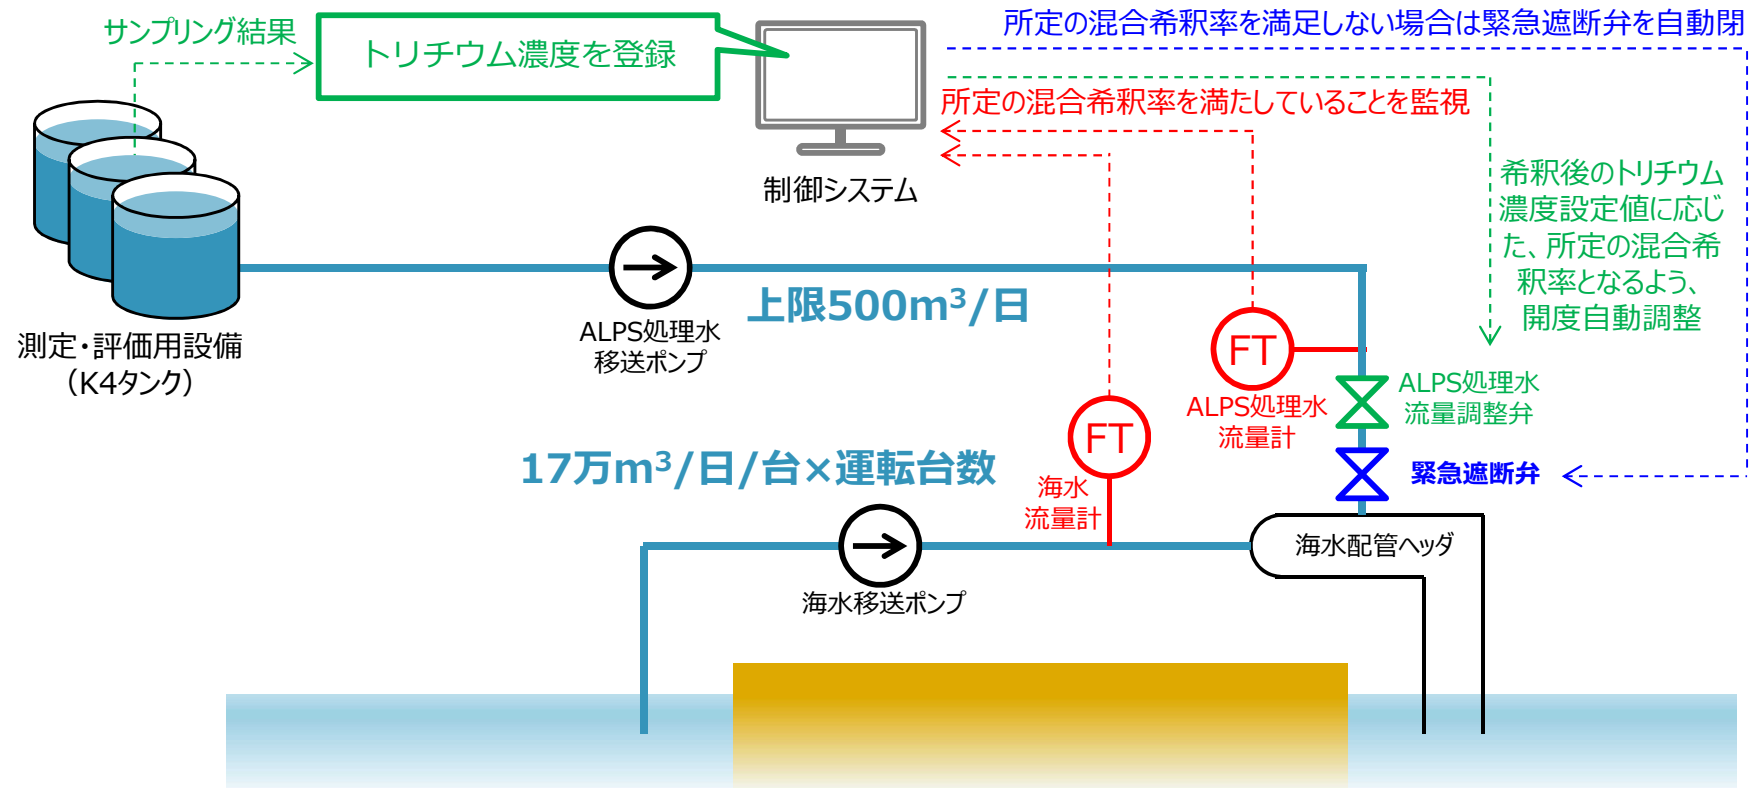 サンプリング結果
トリチウム濃度を登録
所定の混合希釈率を満足しない場合は緊急遮断弁を自動閉
所定の混合希釈率を満たしていることを監視
制御システム
希釈後のトリチウム
濃度設定値に応じ
た、所定の混合希
釈率となるよう、
開度自動調整
測定・評価用設備
（K4タンク）
ALPS処理水
移送ポンプ
上限500m³/日
FT
ALPS処理水
流量計
ALPS処理水
流量調整弁
FT
海水
流量計
17万m³/日/台×運転台数
緊急遮断弁
海水移送ポンプ
海水配管ヘッダ